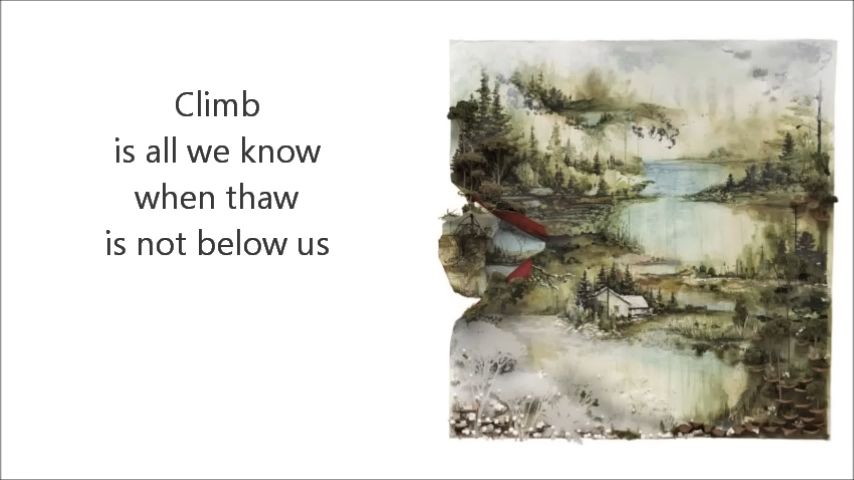 Climb
is all we know
when thaw
is not below us